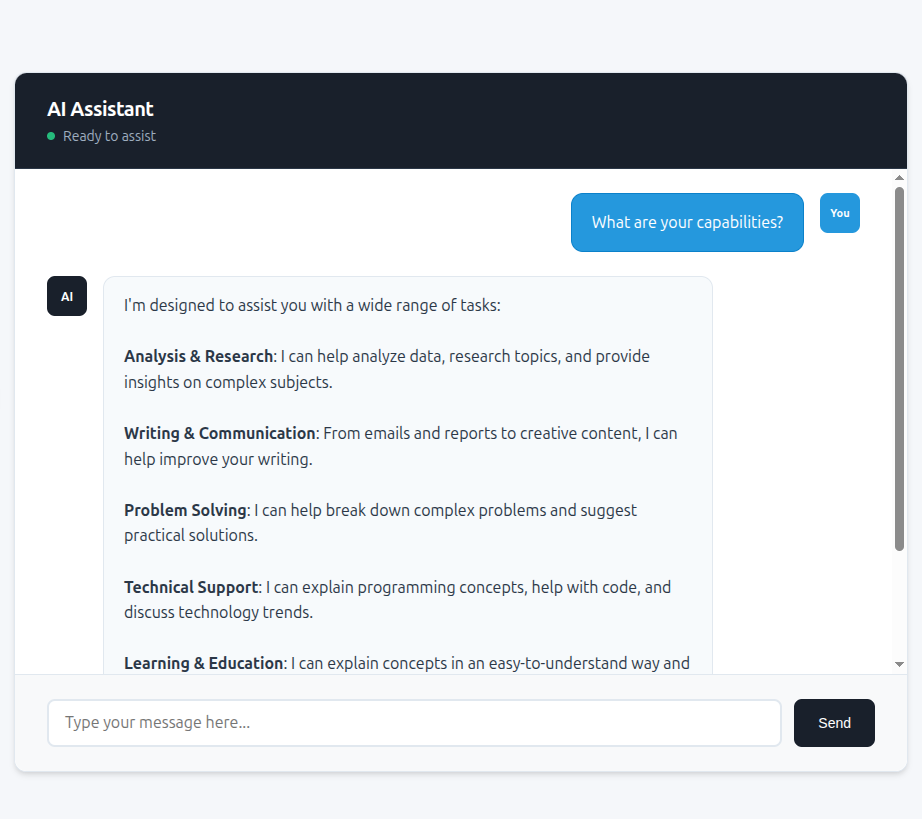 AI Assistant
Ready to assist
What are your capabilities?
You
AI
I'm designed to assist you with a wide range of tasks:
Analysis & Research: I can help analyze data, research topics, and provide
insights on complex subjects.
Writing & Communication: From emails and reports to creative content, I can
help improve your writing.
Problem Solving: I can help break down complex problems and suggest
practical solutions.
Technical Support: I can explain programming concepts, help with code, and
discuss technology trends.
Learning & Education: I can explain concepts in an easy-to-understand way and
Type your message here...
Send